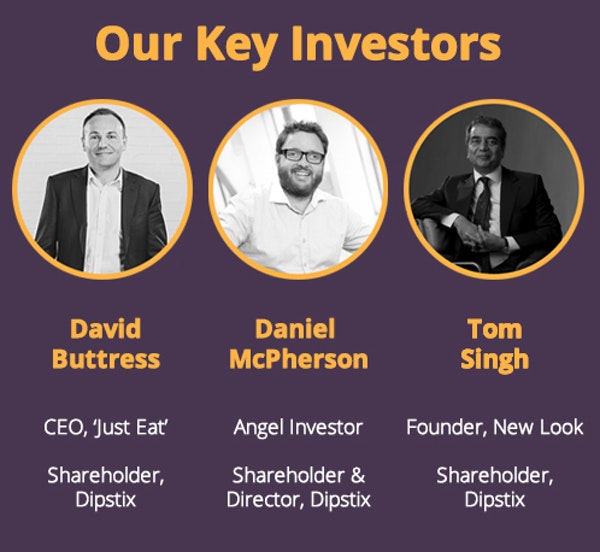 Our Key Investors
David
Buttress
Daniel
McPherson
Tom
Singh
CEO, ‘Just Eat’
Angel Investor
Founder, New Look
Shareholder,
Dipstix
Shareholder &
Director, Dipstix
Shareholder,
Dipstix